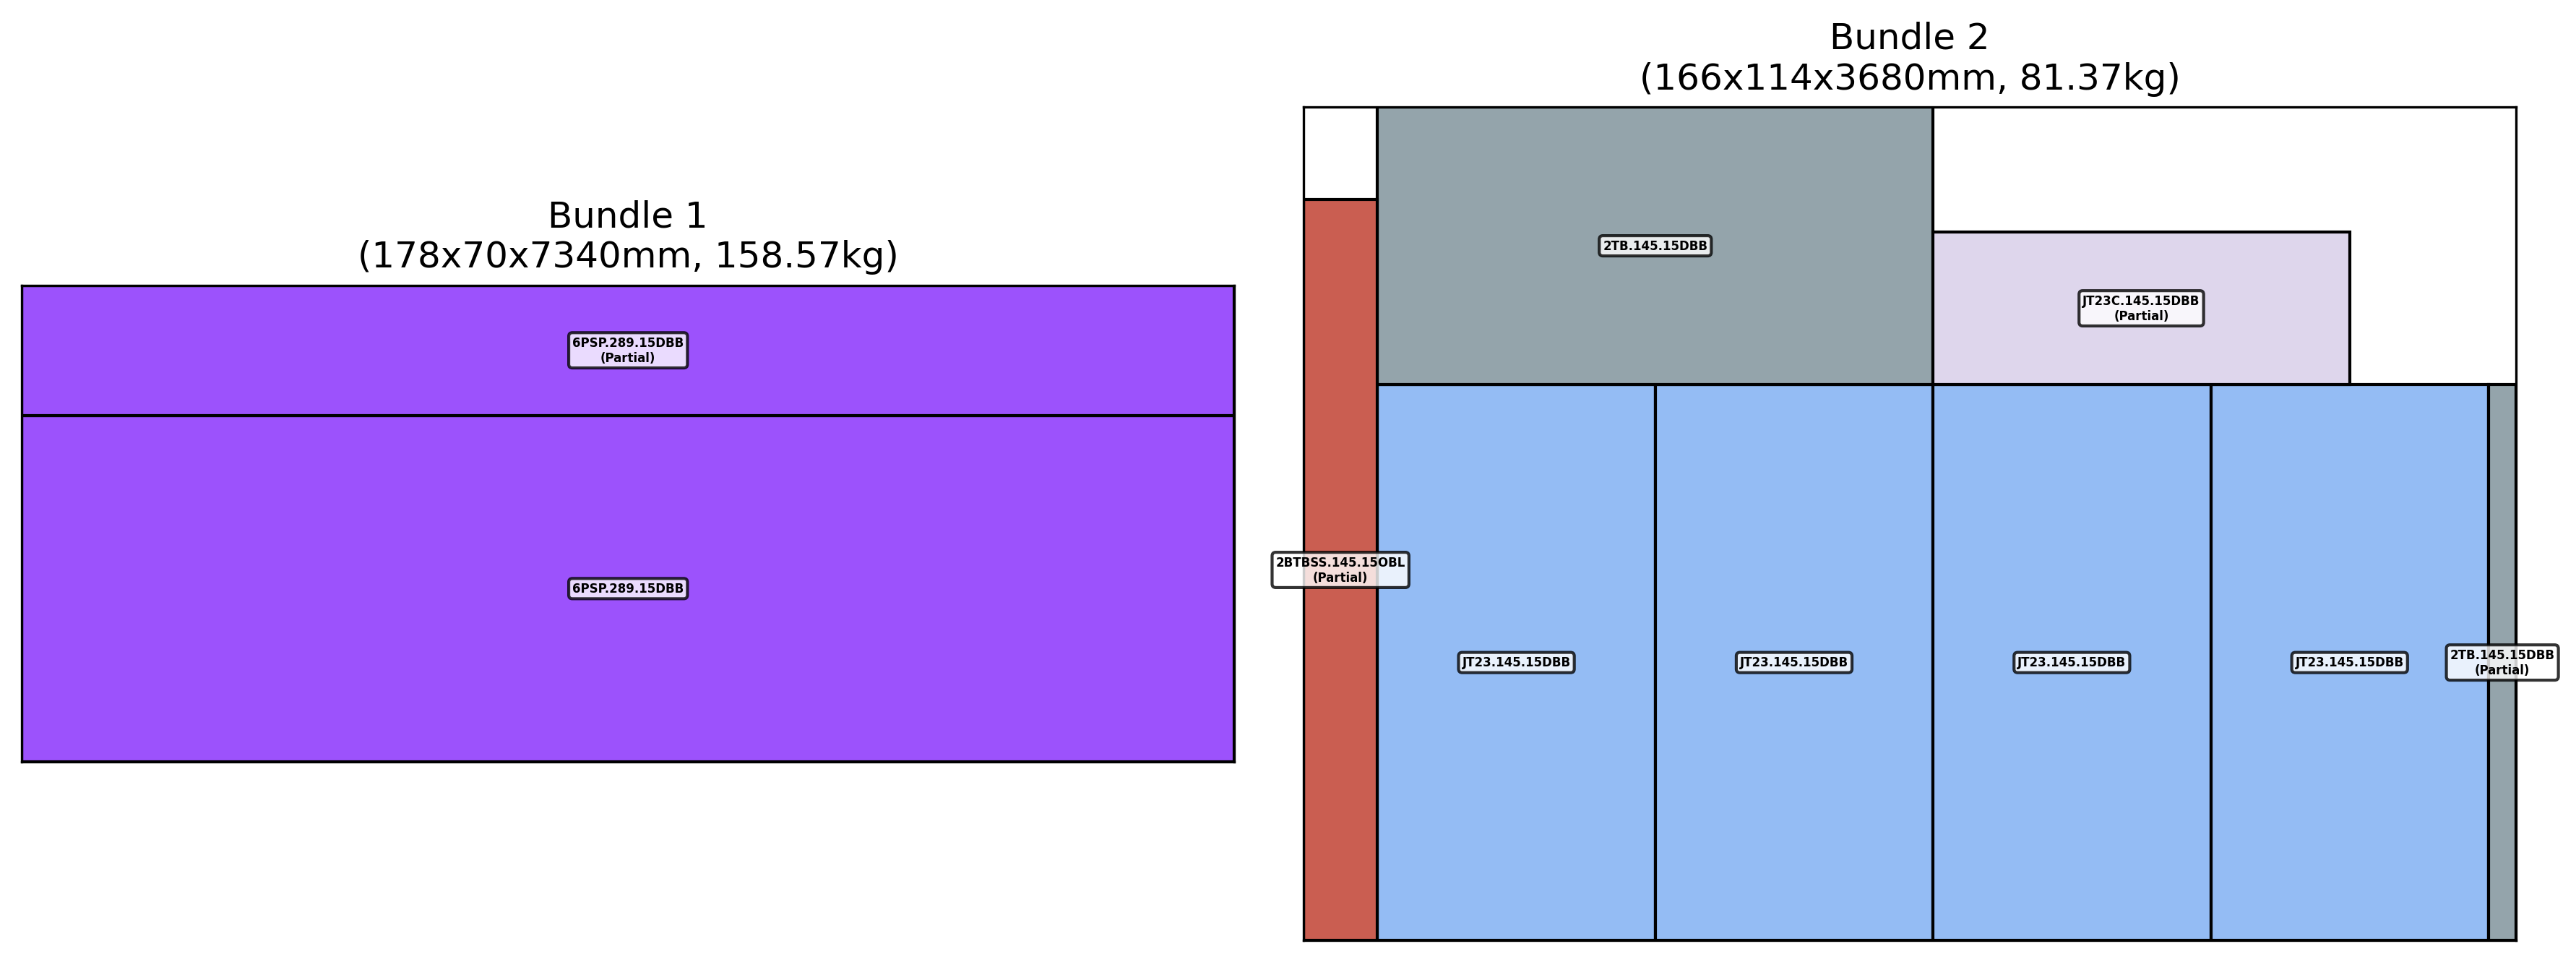 Bundle 1
(178x70x7340mm, 158.57kg)
6PSP.289.15DBB
(Partial)
6PSP.289.15DBB
Bundle 2
(166x114x3680mm, 81.37kg)
2TB.145.15DBB
JT23C.145.15DBB
(Partial)
2BTBSS.145.15OBL
(Partial)
JT23.145.15DBB
JT23.145.15DBB
JT23.145.15DBB
JT23.145.15DBB
2TB.145.15DBB
(Partial)